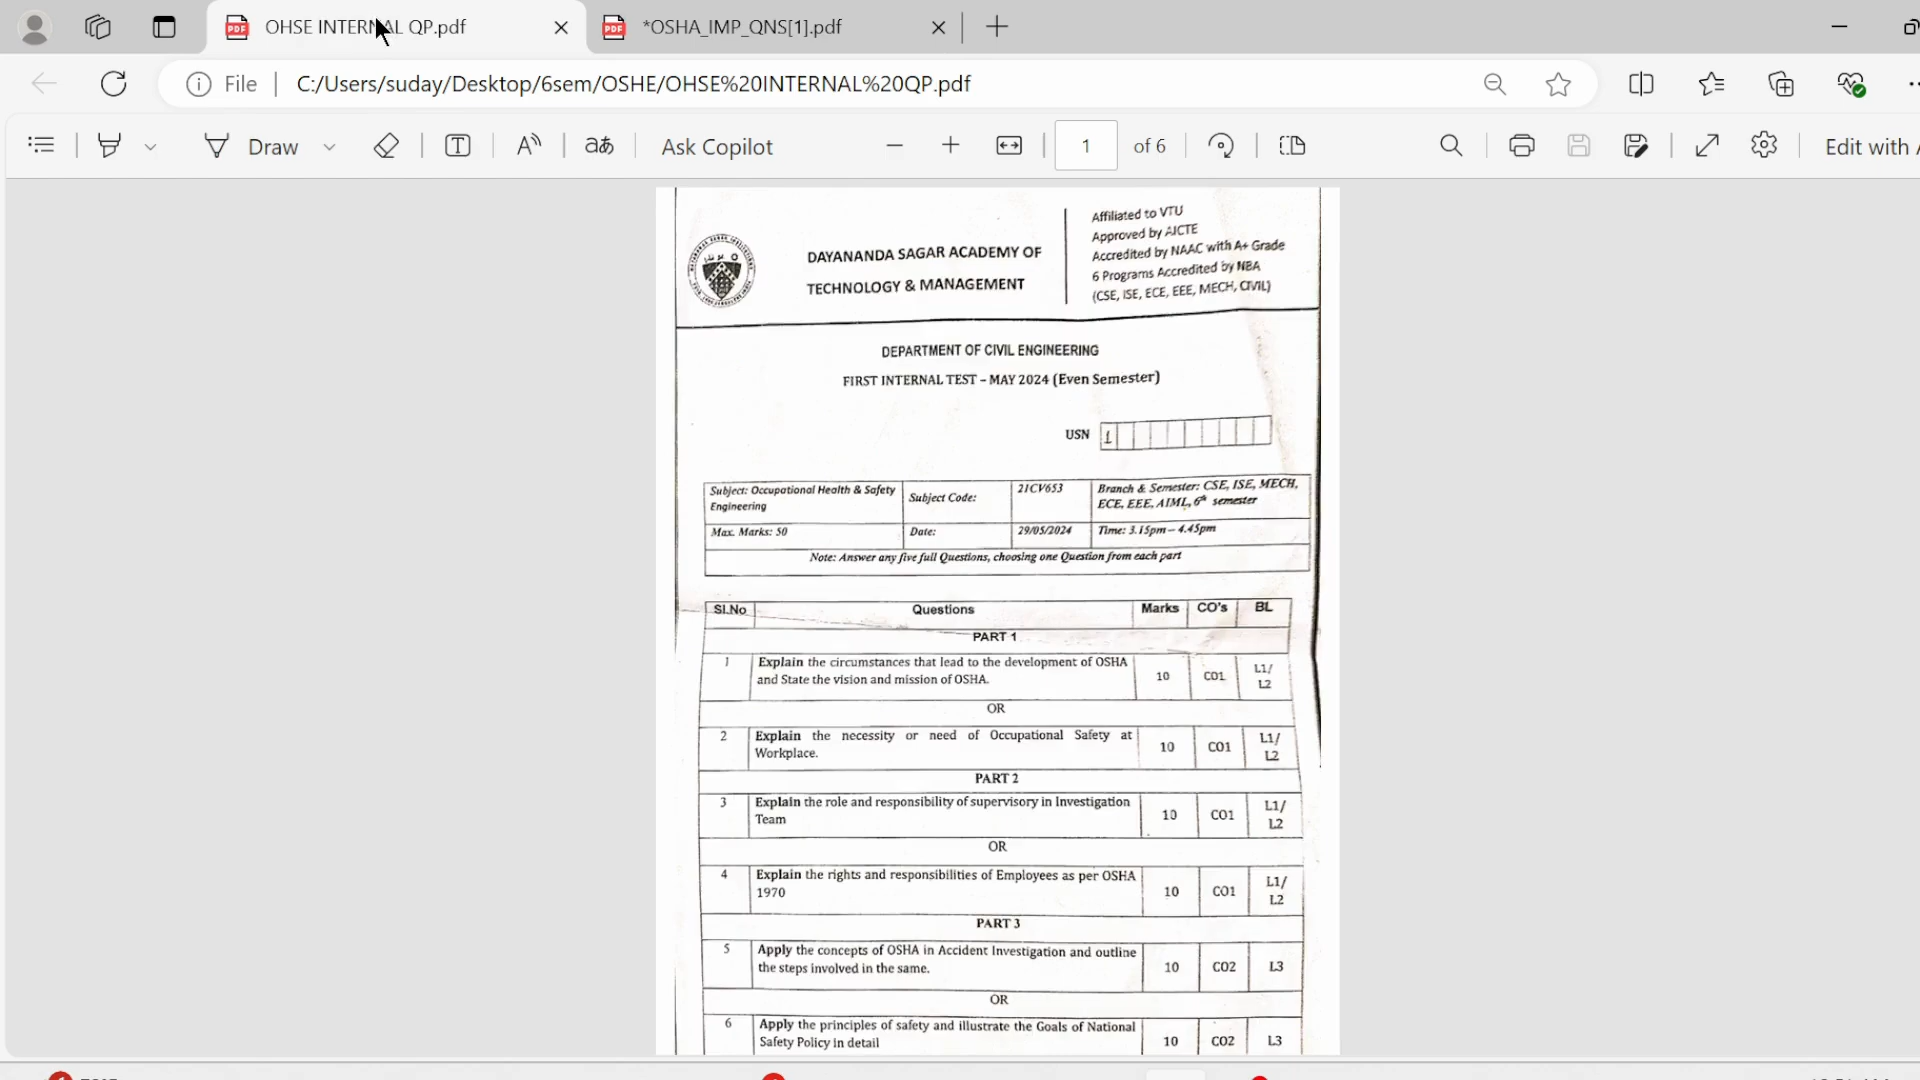 OHSE INTERNAL QP.pdf
*OSHA_IMP_QNS[1].pdf
File
C:/Users/suday/Desktop/6sem/OSHE/OHSE%20INTERNAL%20QP.pdf
Draw
aあ
Ask Copilot
1 of 6
Edit with
DAYANANDA SAGAR ACADEMY OF
TECHNOLOGY & MANAGEMENT
Affiliated to VTU
Approved by AICTE
Accredited by NAAC with A+ Grade
6 Programs Accredited by NBA
(CSE, ISE, ECE, EEE, MECH, CIVIL)
DEPARTMENT OF CIVIL ENGINEERING
FIRST INTERNAL TEST – MAY 2024 (Even Semester)
USN 1
Subject: Occupational Health & Safety
Engineering
Subject Code:
21CV653
Branch & Semester: CSE, ISE, MECH,
ECE, EEE, AIML, 6th semester
Max. Marks: 50
Date:
29/05/2024
Time: 3.15pm – 4.45pm
Note: Answer any five full Questions, choosing one Question from each part
Sl.No Questions Marks CO's BL
PART 1
1 Explain the circumstances that lead to the development of OSHA
and State the vision and mission of OSHA.
10 CO1 L1/
L2
OR
2 Explain the necessity or need of Occupational Safety at
Workplace.
10 CO1 L1/
L2
PART 2
3 Explain the role and responsibility of supervisory in Investigation
Team
10 CO1 L1/
L2
OR
4 Explain the rights and responsibilities of Employees as per OSHA
1970
10 CO1 L1/
L2
PART 3
5 Apply the concepts of OSHA in Accident Investigation and outline
the steps involved in the same.
10 CO2 L3
OR
6 Apply the principles of safety and illustrate the Goals of National
Safety Policy in detail
10 CO2 L3